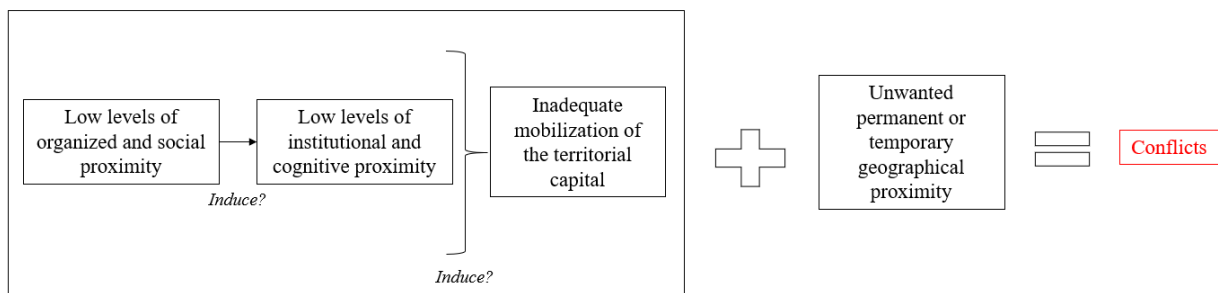 Low levels of
organized and social
proximity
Induce?
Low levels of
institutional and
cognitive proximity
Induce?
Inadequate
mobilization of
the territorial
capital
Unwanted
permanent or
temporary
geographical
proximity
Conflicts